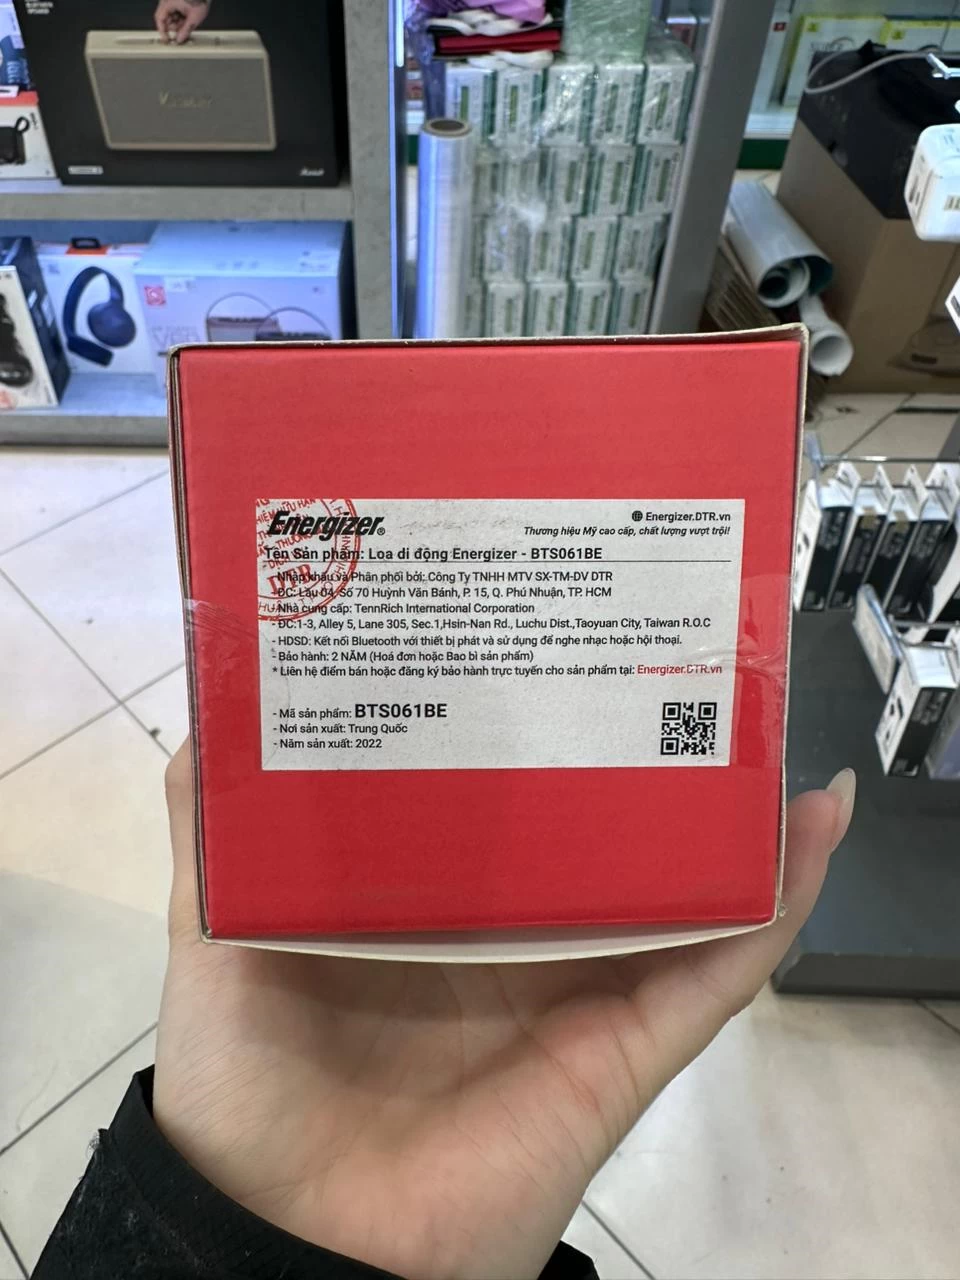 Energizer®
Energizer.DTR.vn
Thương hiệu Mỹ cao cấp, chất lượng vượt trội!
Tên Sản phẩm: Loa di động Energizer - BTS061BE
- Nhập khẩu và Phân phối bởi: Công Ty TNHH MTV SX-TM-DV DTR
- ĐC: Lầu 04, Số 70 Huỳnh Văn Bánh, P. 15, Q. Phú Nhuận, TP. HCM
- Nhà cung cấp: TennRich International Corporation
- ĐC:1-3, Alley 5, Lane 305, Sec.1,Hsin-Nan Rd., Luchu Dist.,Taoyuan City, Taiwan R.O.C
- HDSD: Kết nối Bluetooth với thiết bị phát và sử dụng để nghe nhạc hoặc hội thoại.
- Bảo hành: 2 NĂM (Hoá đơn hoặc Bao bì sản phẩm)
* Liên hệ điểm bán hoặc đăng ký bảo hành trực tuyến cho sản phẩm tại: Energizer.DTR.vn
- Mã sản phẩm: BTS061BE
- Nơi sản xuất: Trung Quốc
- Năm sản xuất: 2022
DTR